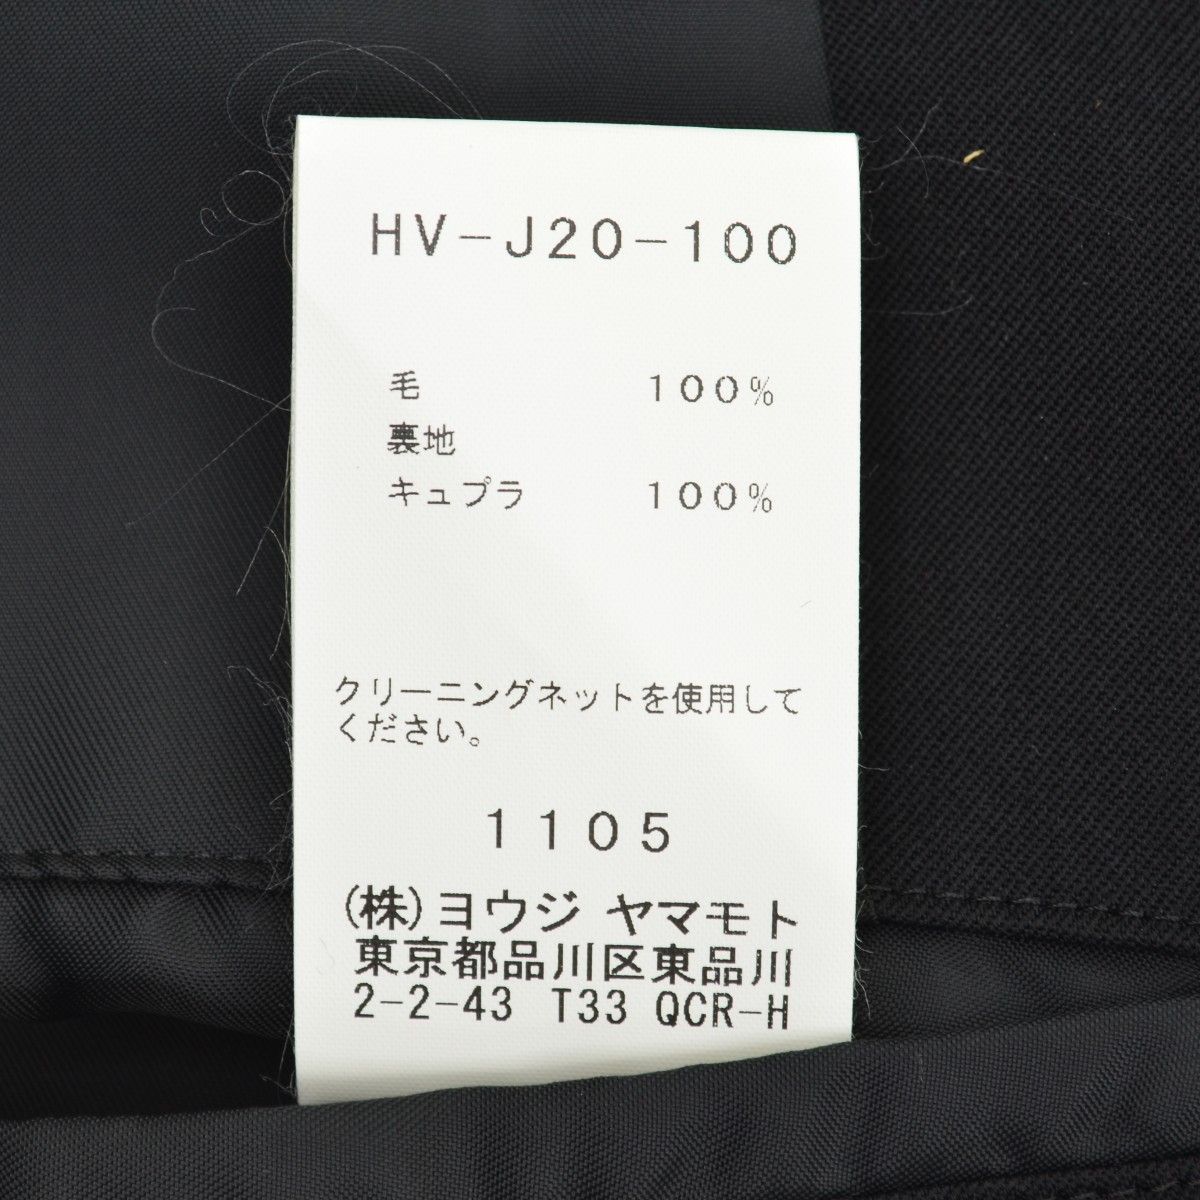 HV-J20-100
毛 100%
裏地
キュプラ 100%
クリーニングネットを使用して
ください。
1105
(株)ヨウジ ヤマモト
東京都品川区東品川
2-2-43 T33 QCR-H